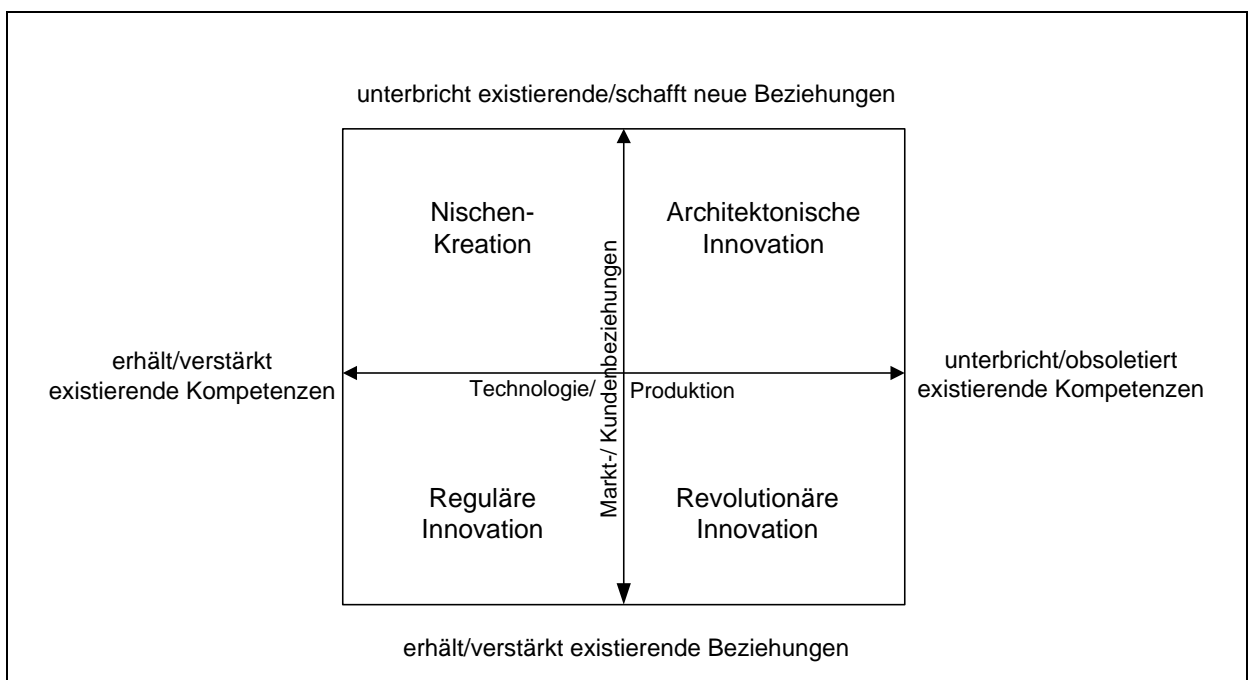 unterbricht existierende/schafft neue Beziehungen
Nischen-
Kreation
Architektonische
Innovation
erhält/verstärkt
existierende Kompetenzen
Technologie/
Produktion
Markt-/ Kundenbeziehungen
unterbricht/obsoletiert
existierende Kompetenzen
Reguläre
Innovation
Revolutionäre
Innovation
erhält/verstärkt existierende Beziehungen